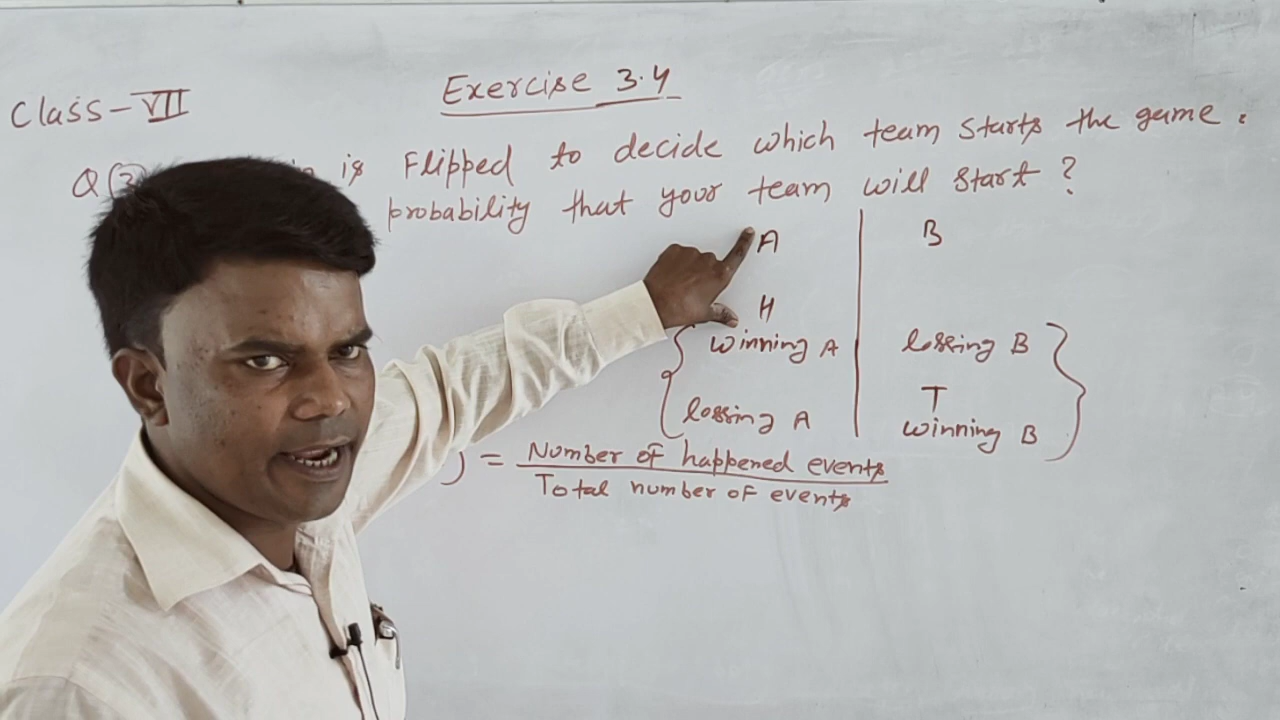 Exercise 3.4
Class-VII
Q is Flipped to decide which team starts the game.
probability that your team will start?
A B
H
winning A lossing B
T
lossing A winning B
) = Number of happened events
Total number of events